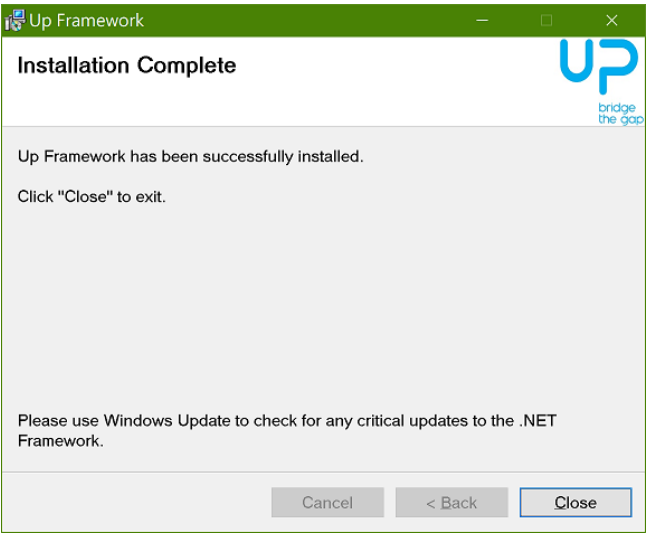 Up Framework
Installation Complete
UP
bridge
the gap
Up Framework has been successfully installed.
Click "Close" to exit.
Please use Windows Update to check for any critical updates to the .NET
Framework.
Cancel
< Back
Close